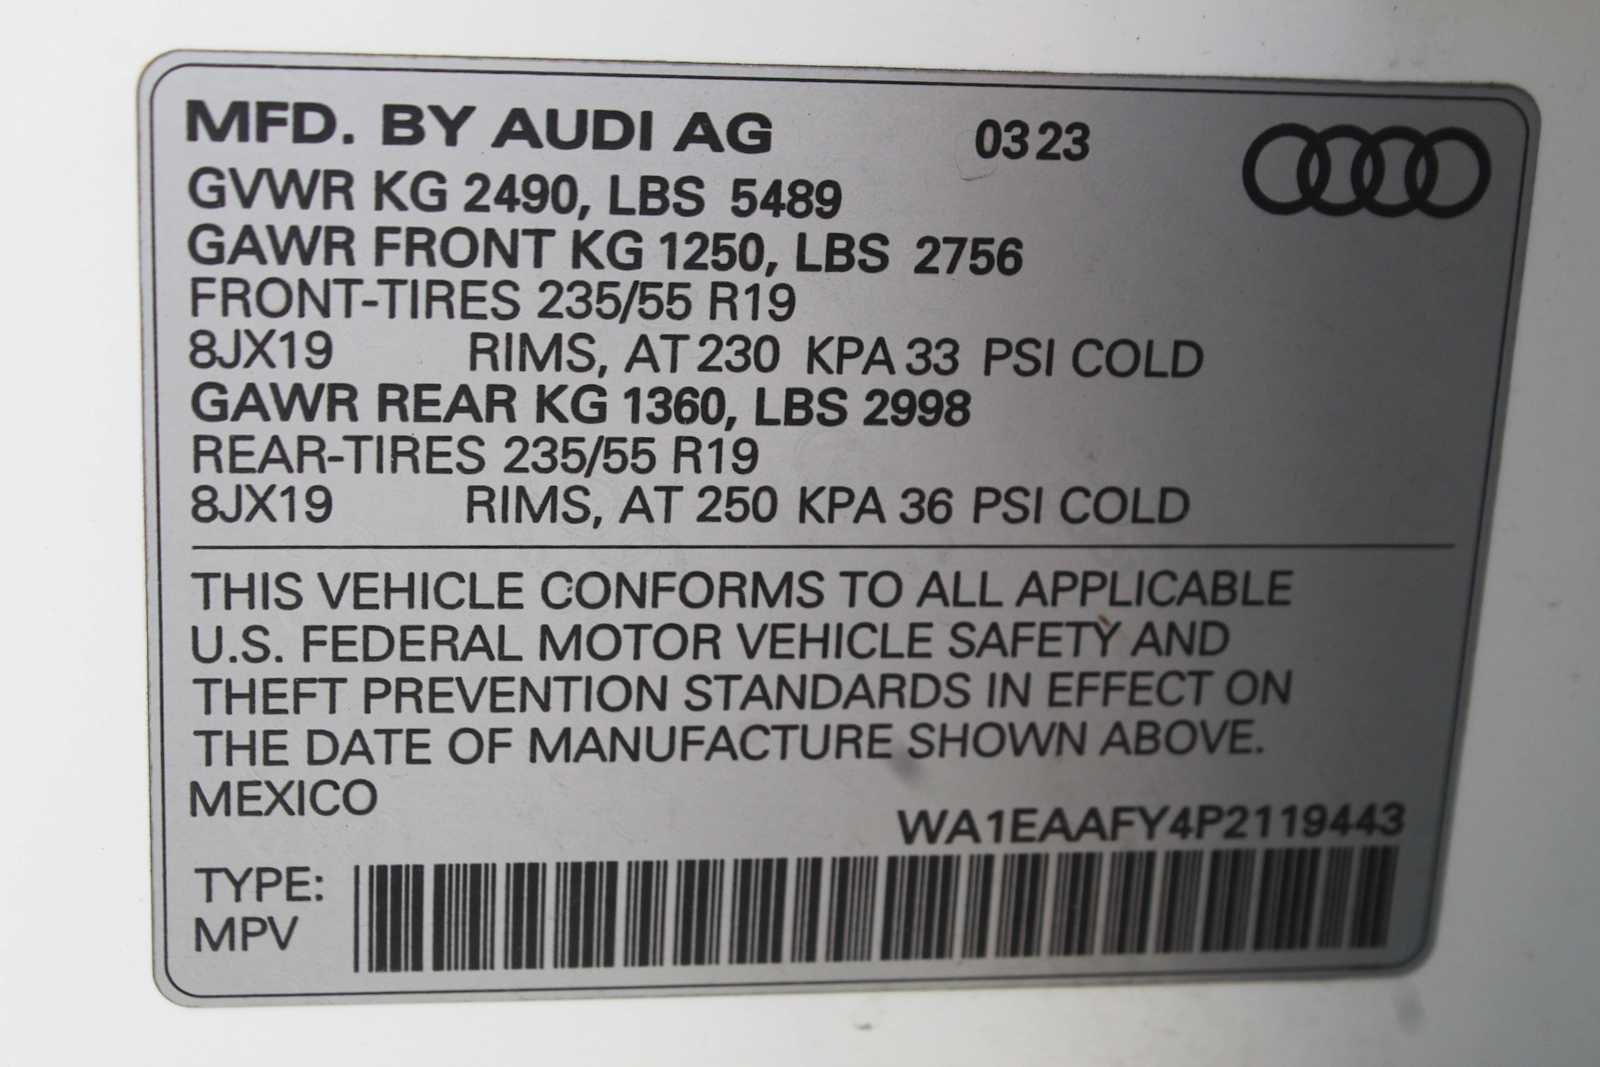 MFD. BY AUDI AG 03 23
GVWR KG 2490, LBS 5489
GAWR FRONT KG 1250, LBS 2756
FRONT-TIRES 235/55 R19
8JX19 RIMS, AT 230 KPA 33 PSI COLD
GAWR REAR KG 1360, LBS 2998
REAR-TIRES 235/55 R19
8JX19 RIMS, AT 250 KPA 36 PSI COLD
THIS VEHICLE CONFORMS TO ALL APPLICABLE
U.S. FEDERAL MOTOR VEHICLE SAFETY AND
THEFT PREVENTION STANDARDS IN EFFECT ON
THE DATE OF MANUFACTURE SHOWN ABOVE.
MEXICO
WA1EAAFY4P2119443
TYPE:
MPV